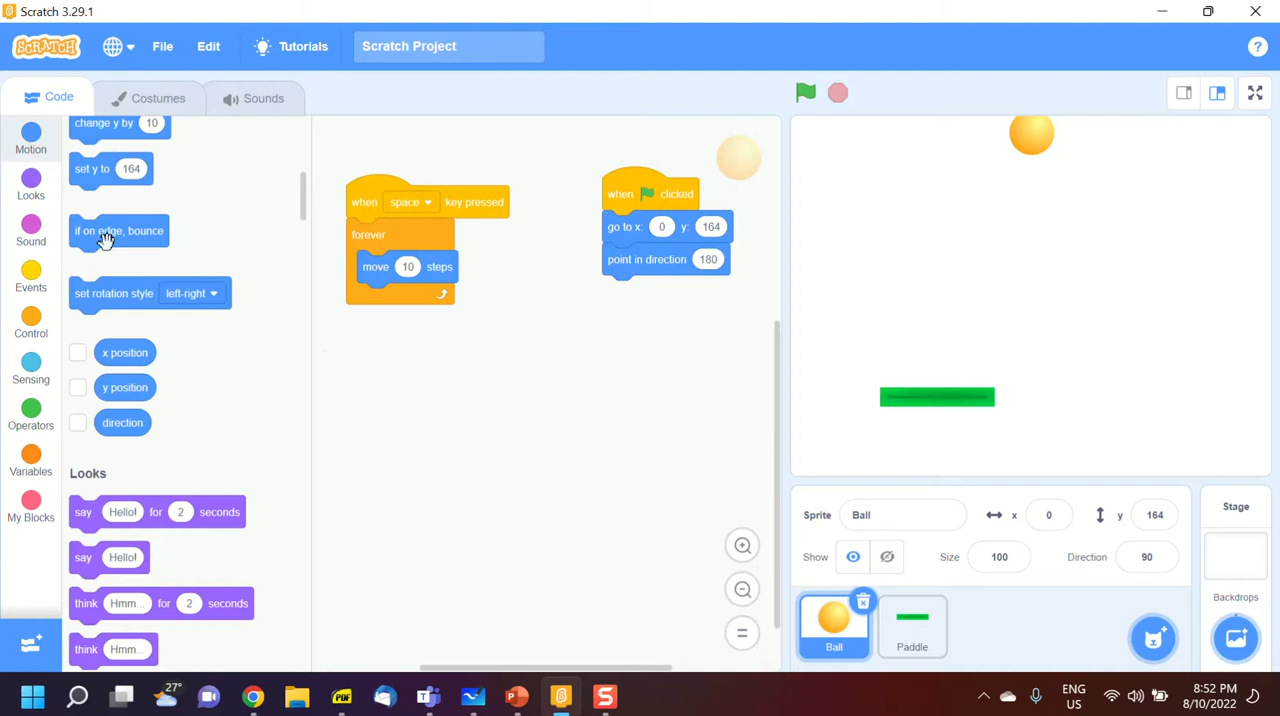 Scratch 3.29.1
SCRATCH
File
Edit
Tutorials
Scratch Project
?
Code
Costumes
Sounds
Motion
Looks
Sound
Events
Control
Sensing
Operators
Variables
My Blocks
change y by 10
set y to 164
if on edge, bounce
set rotation style left-right
x position
y position
direction
Looks
say Hello! for 2 seconds
say Hello!
think Hmm... for 2 seconds
think Hmm...
when space key pressed
forever
move 10 steps
when clicked
go to x: 0 y: 164
point in direction 180
Sprite Ball x 0 y 164
Show Size 100 Direction 90
Ball
Paddle
Stage
Backdrops
27°
PDF
ENG
US
8:52 PM
8/10/2022